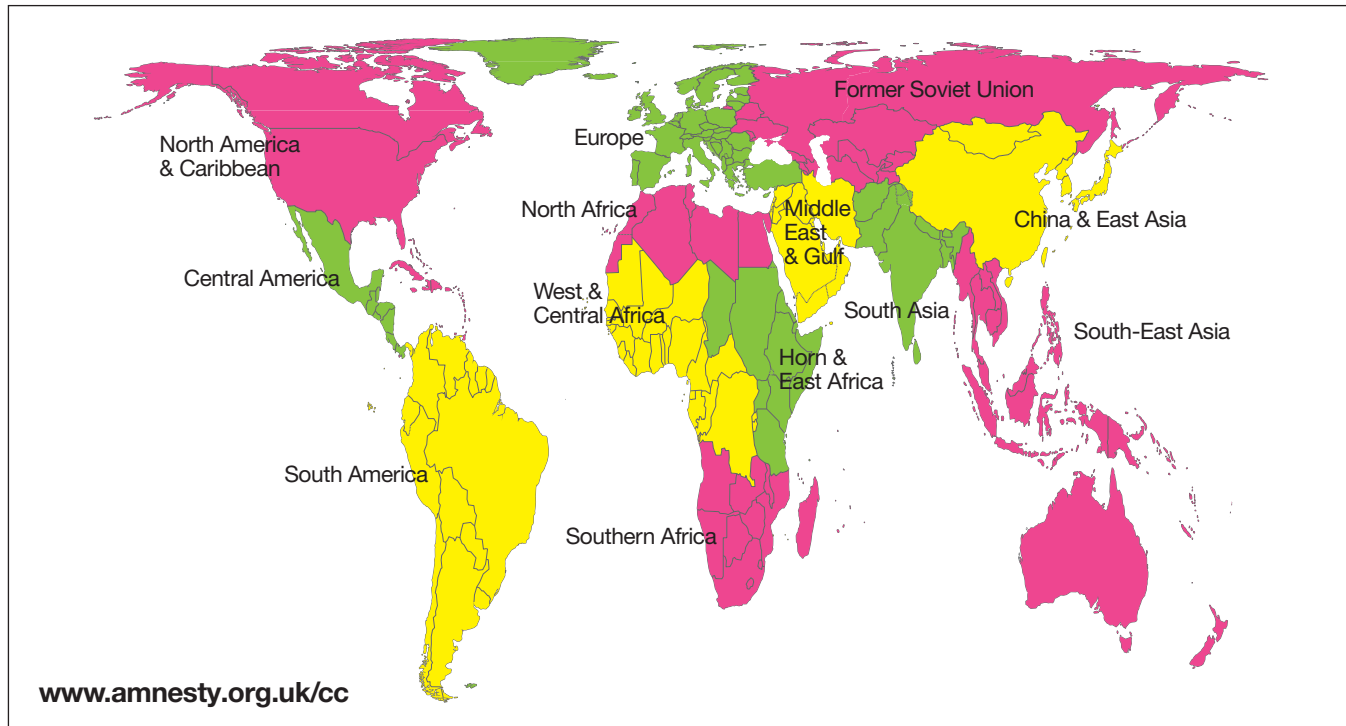 Former Soviet Union
North America
& Caribbean
Europe
North Africa
Middle
East
& Gulf
China & East Asia
Central America
West &
Central Africa
South Asia
South-East Asia
Horn &
East Africa
South America
Southern Africa
www.amnesty.org.uk/cc